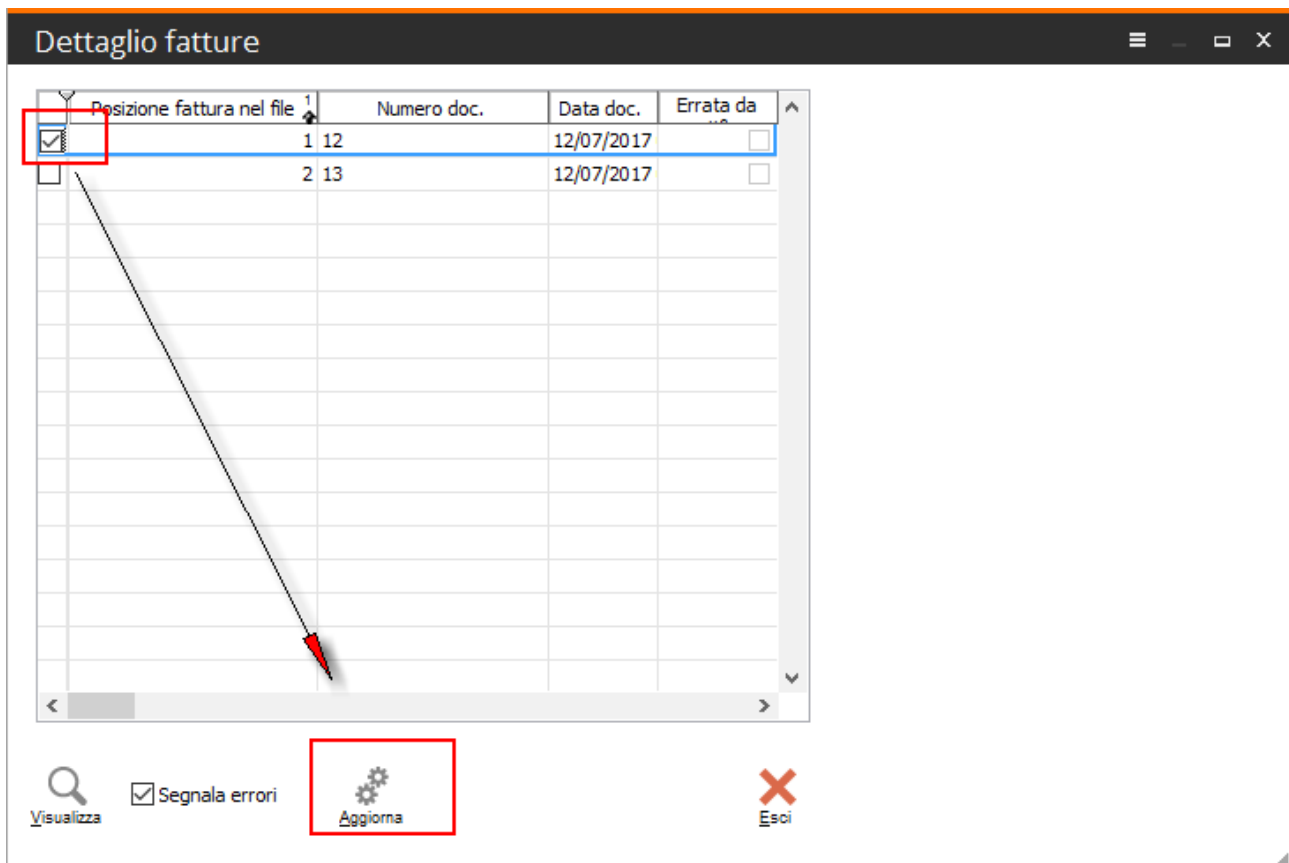 Dettaglio fatture
Posizione fattura nel file 1 Numero doc. Data doc. Errata da
1 12 12/07/2017
2 13 12/07/2017
Segnala errori
Visualizza Aggiorna Esci